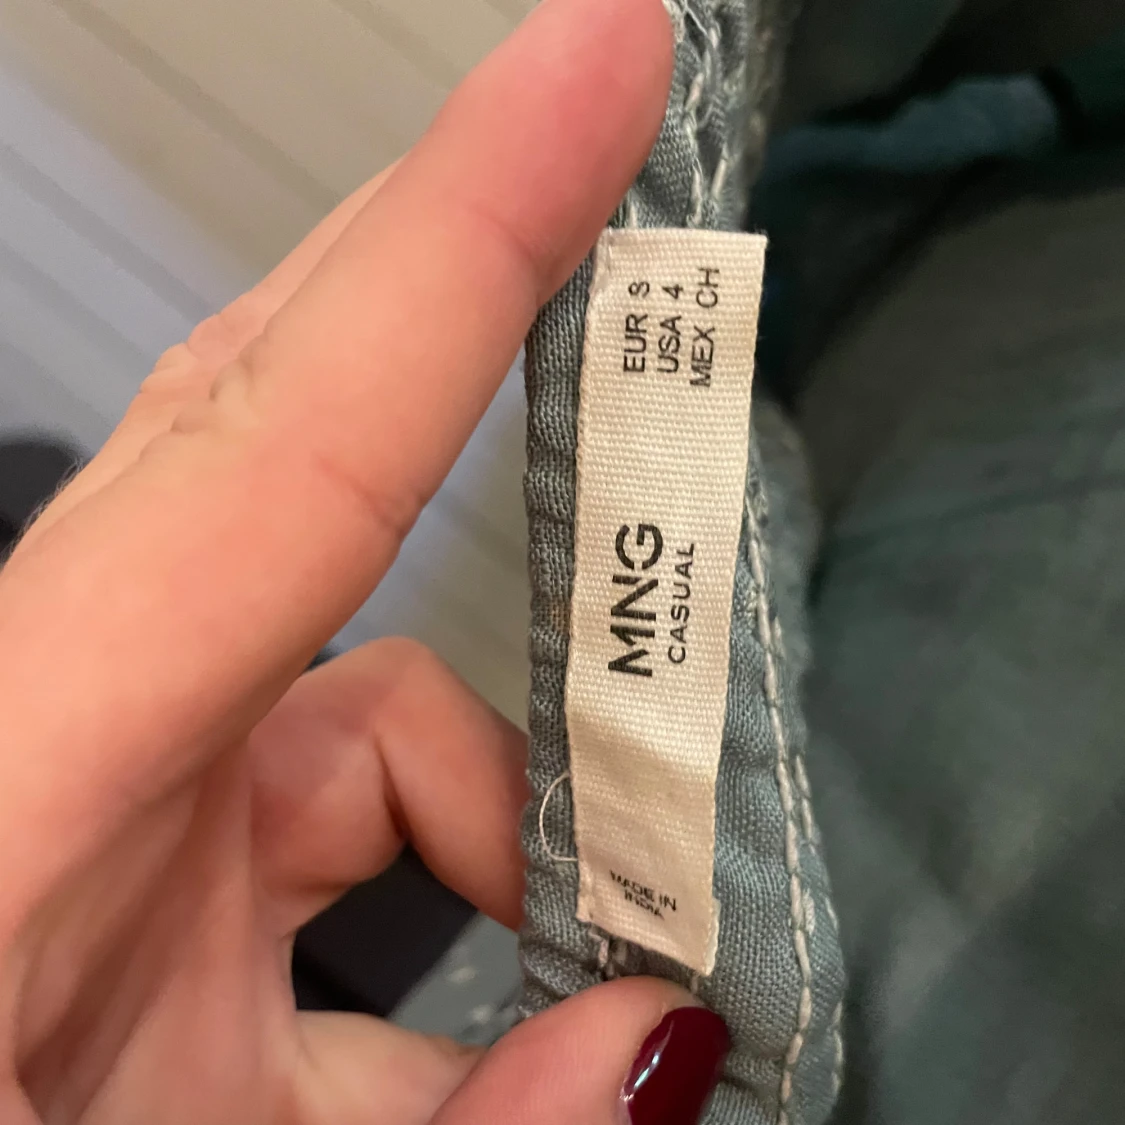 EUR S
USA 4
MEX CH
MNG
CASUAL
MADE IN
INDIA